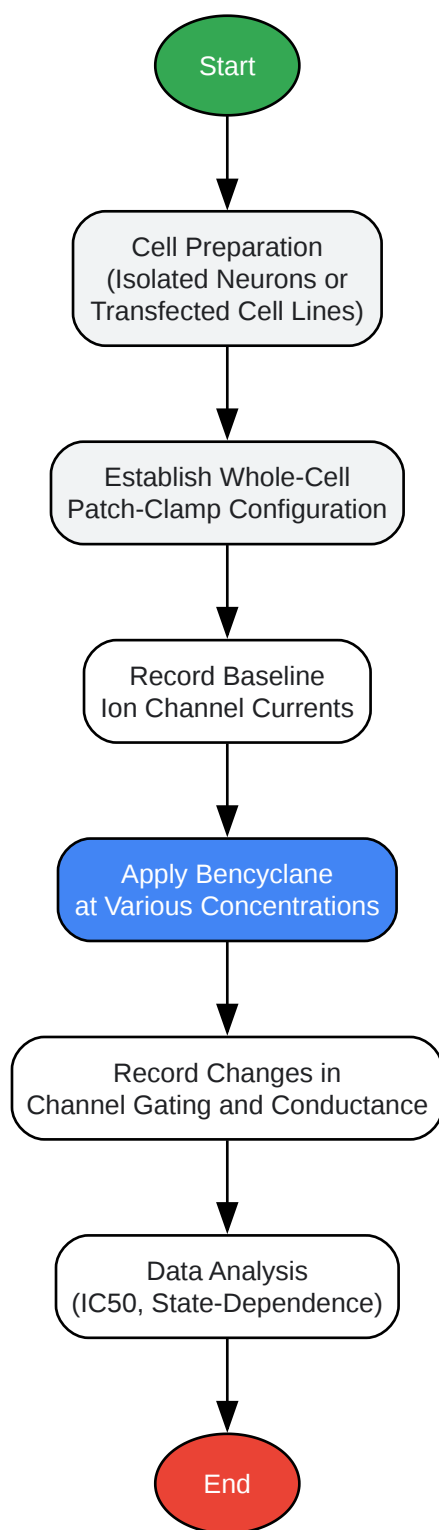 Start
Cell Preparation
(Isolated Neurons or
Transfected Cell Lines)
Establish Whole-Cell
Patch-Clamp Configuration
Record Baseline
Ion Channel Currents
Apply Bencyclane
at Various Concentrations
Record Changes in
Channel Gating and Conductance
Data Analysis
(IC50, State-Dependence)
End